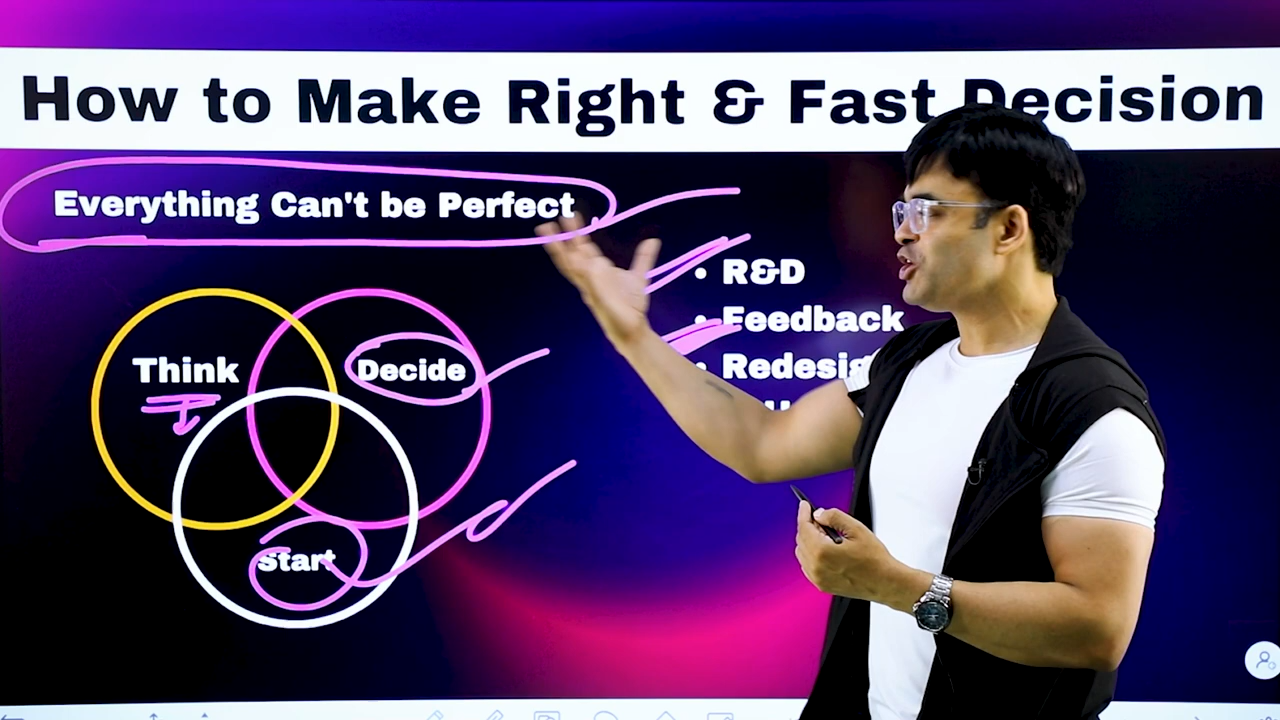 How to Make Right & Fast Decision
Everything Can't be Perfect
• R&D
• Feedback
Think
Decide
Start